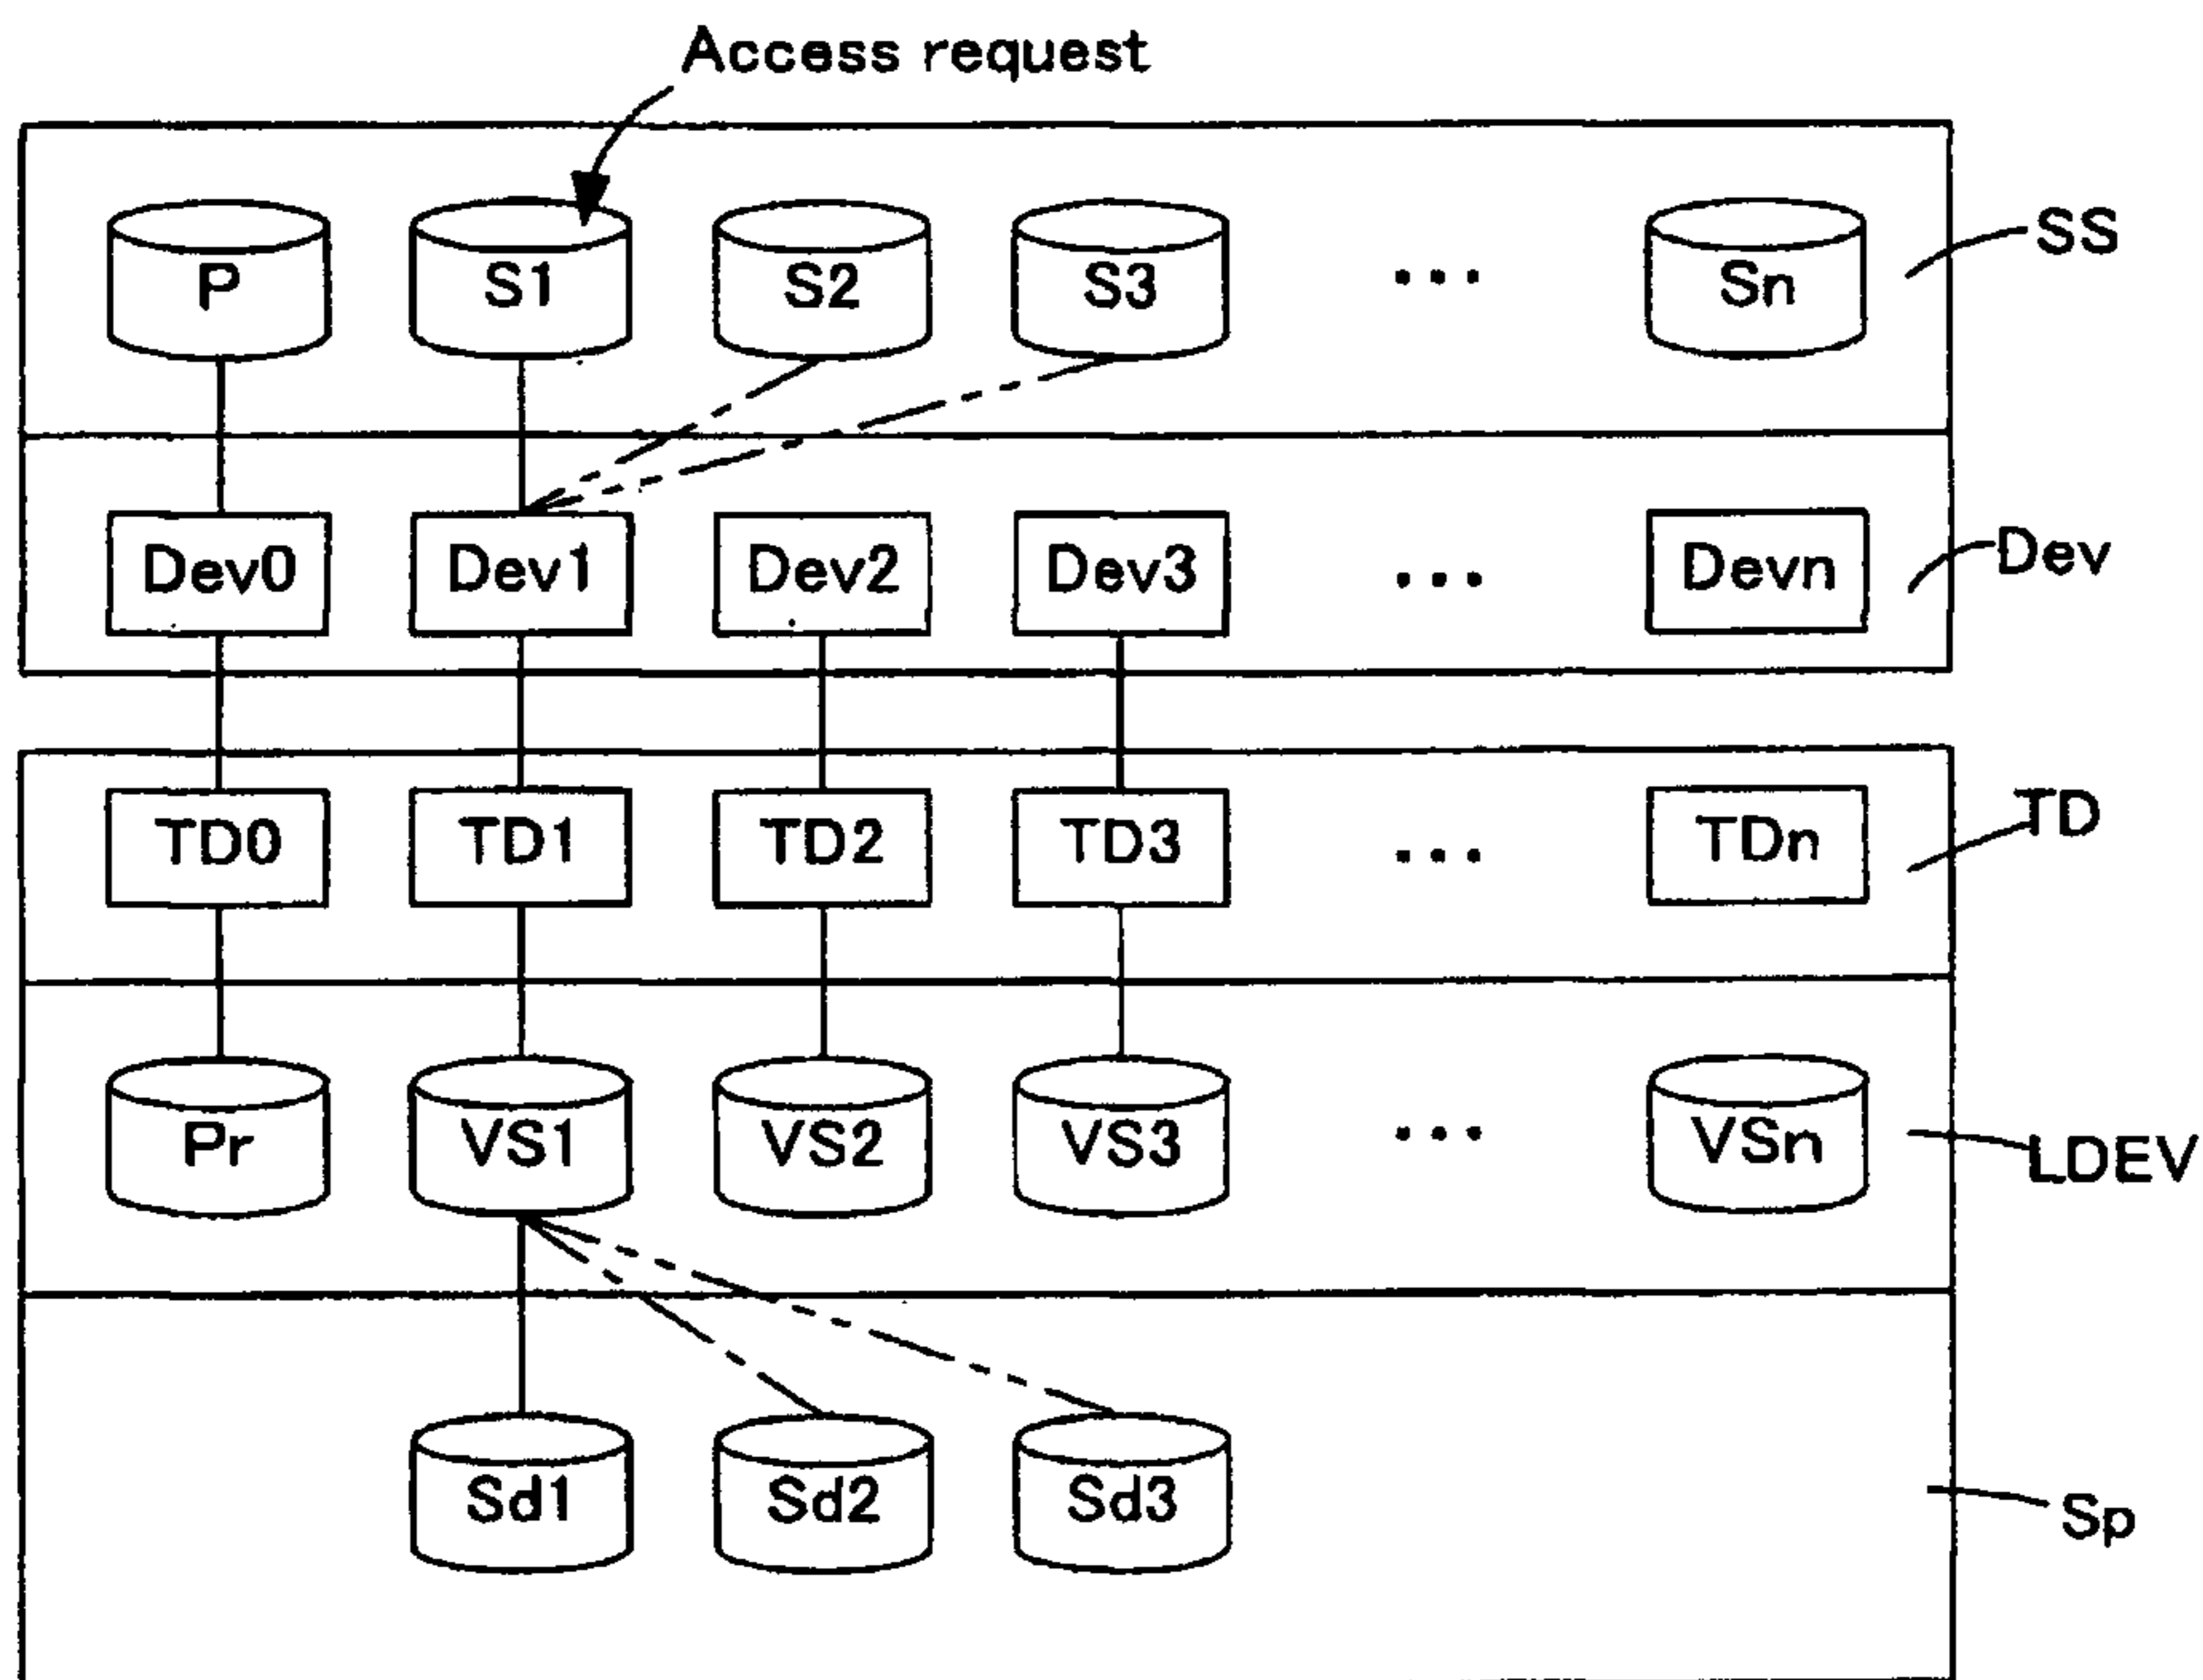 Access request
P S1 S2 S3 ... Sn SS
Dev0 Dev1 Dev2 Dev3 ... Devn Dev
TD0 TD1 TD2 TD3 ... TDn TD
Pr VS1 VS2 VS3 ... VSn LDEV
Sd1 Sd2 Sd3 Sp